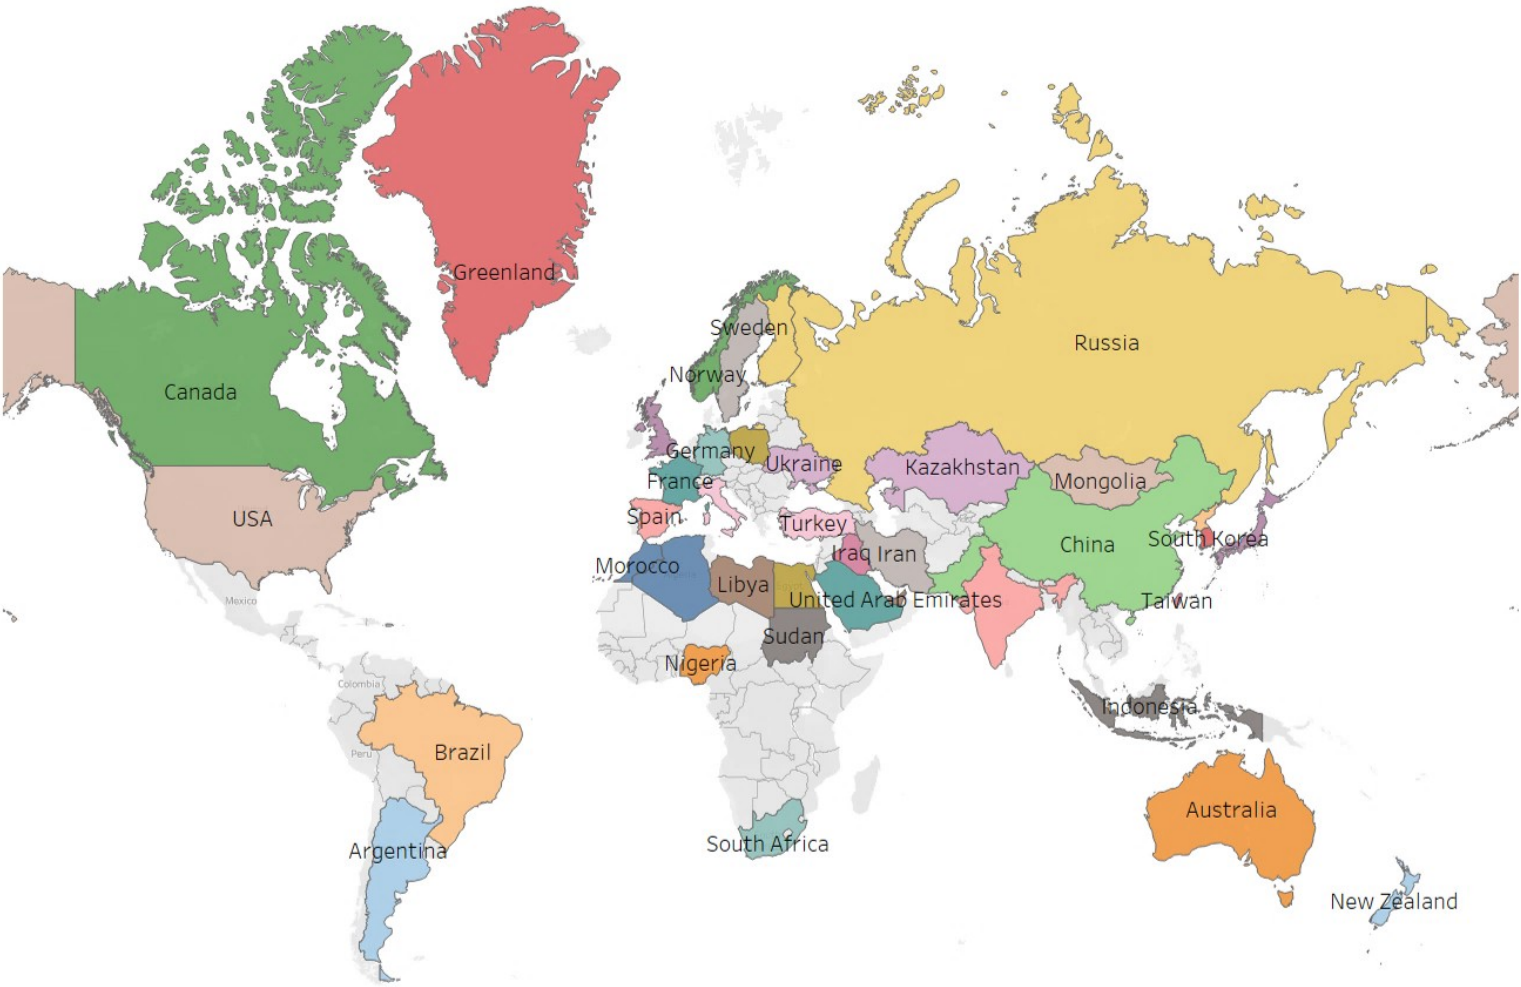 Greenland
Sweden
Russia
Norway
Canada
Germany
Ukraine
Kazakhstan
France
Mongolia
USA
Spain
Turkey
South Korea
China
Iraq
Iran
Morocco
Libya
Mexico
United Arab Emirates
Taiwan
Sudan
Nigeria
Colombia
Indonesia
Peru
Brazil
Australia
South Africa
Argentina
New Zealand